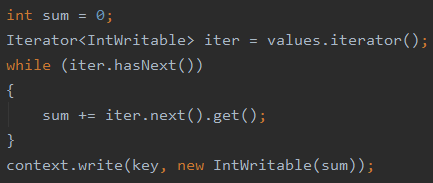 int sum = 0;
Iterator<IntWritable> iter = values.iterator();
while (iter.hasNext())
{
    sum += iter.next().get();
}
context.write(key, new IntWritable(sum));